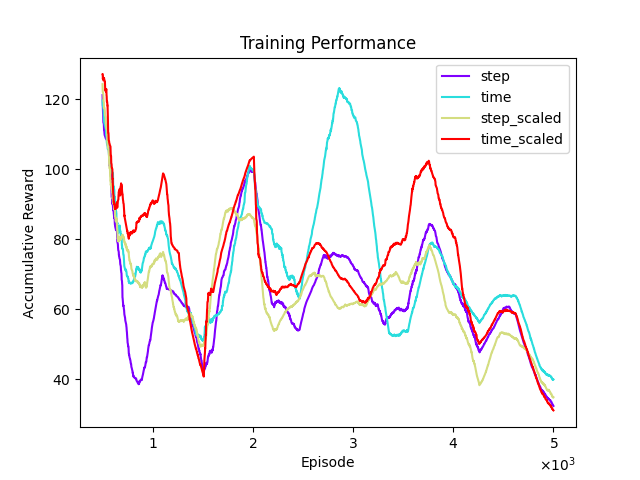 Training Performance
step
time
step_scaled
time_scaled
Accumulative Reward
120
100
80
60
40
1 2 3 4 5
Episode
×10³